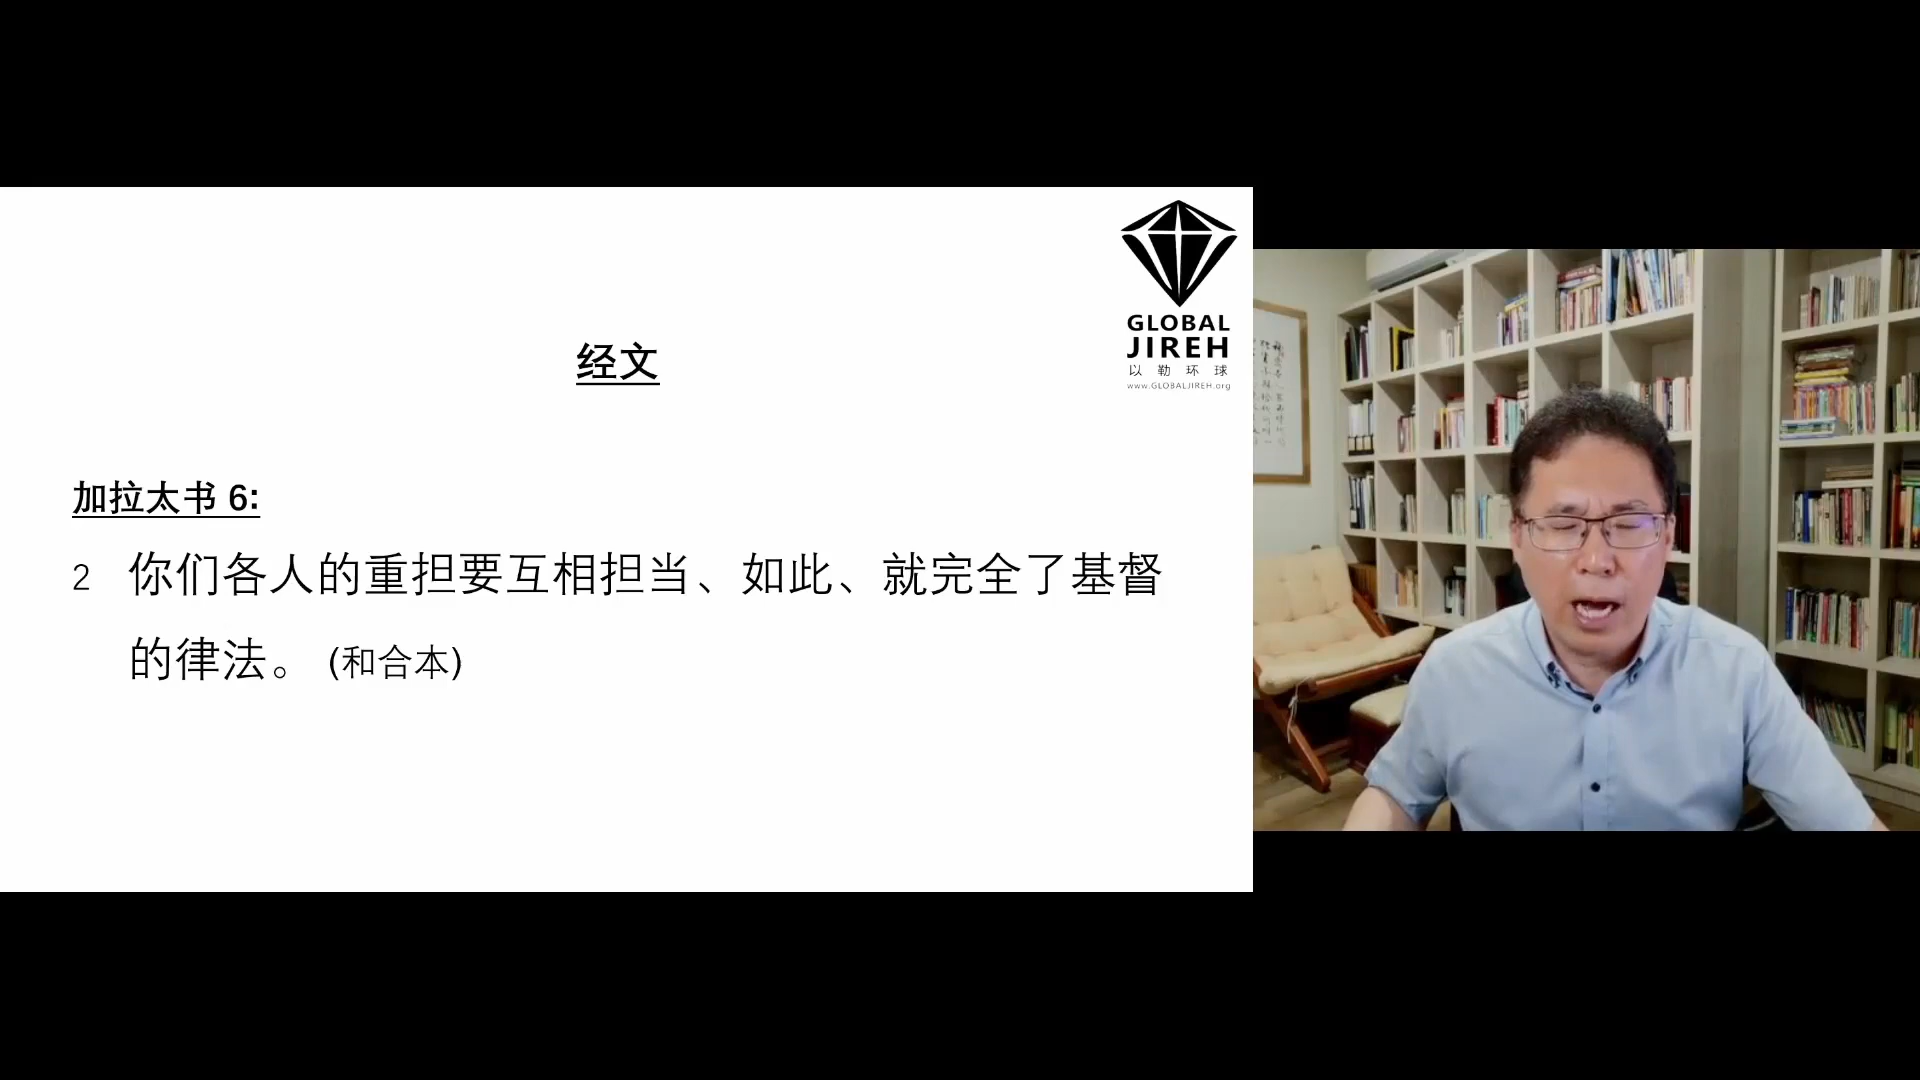 GLOBAL
JIREH
以勒环球
www.GLOBALJIREH.org
经文
加拉太书 6:
2 你们各人的重担要互相担当、如此、就完全了基督
的律法。 (和合本)